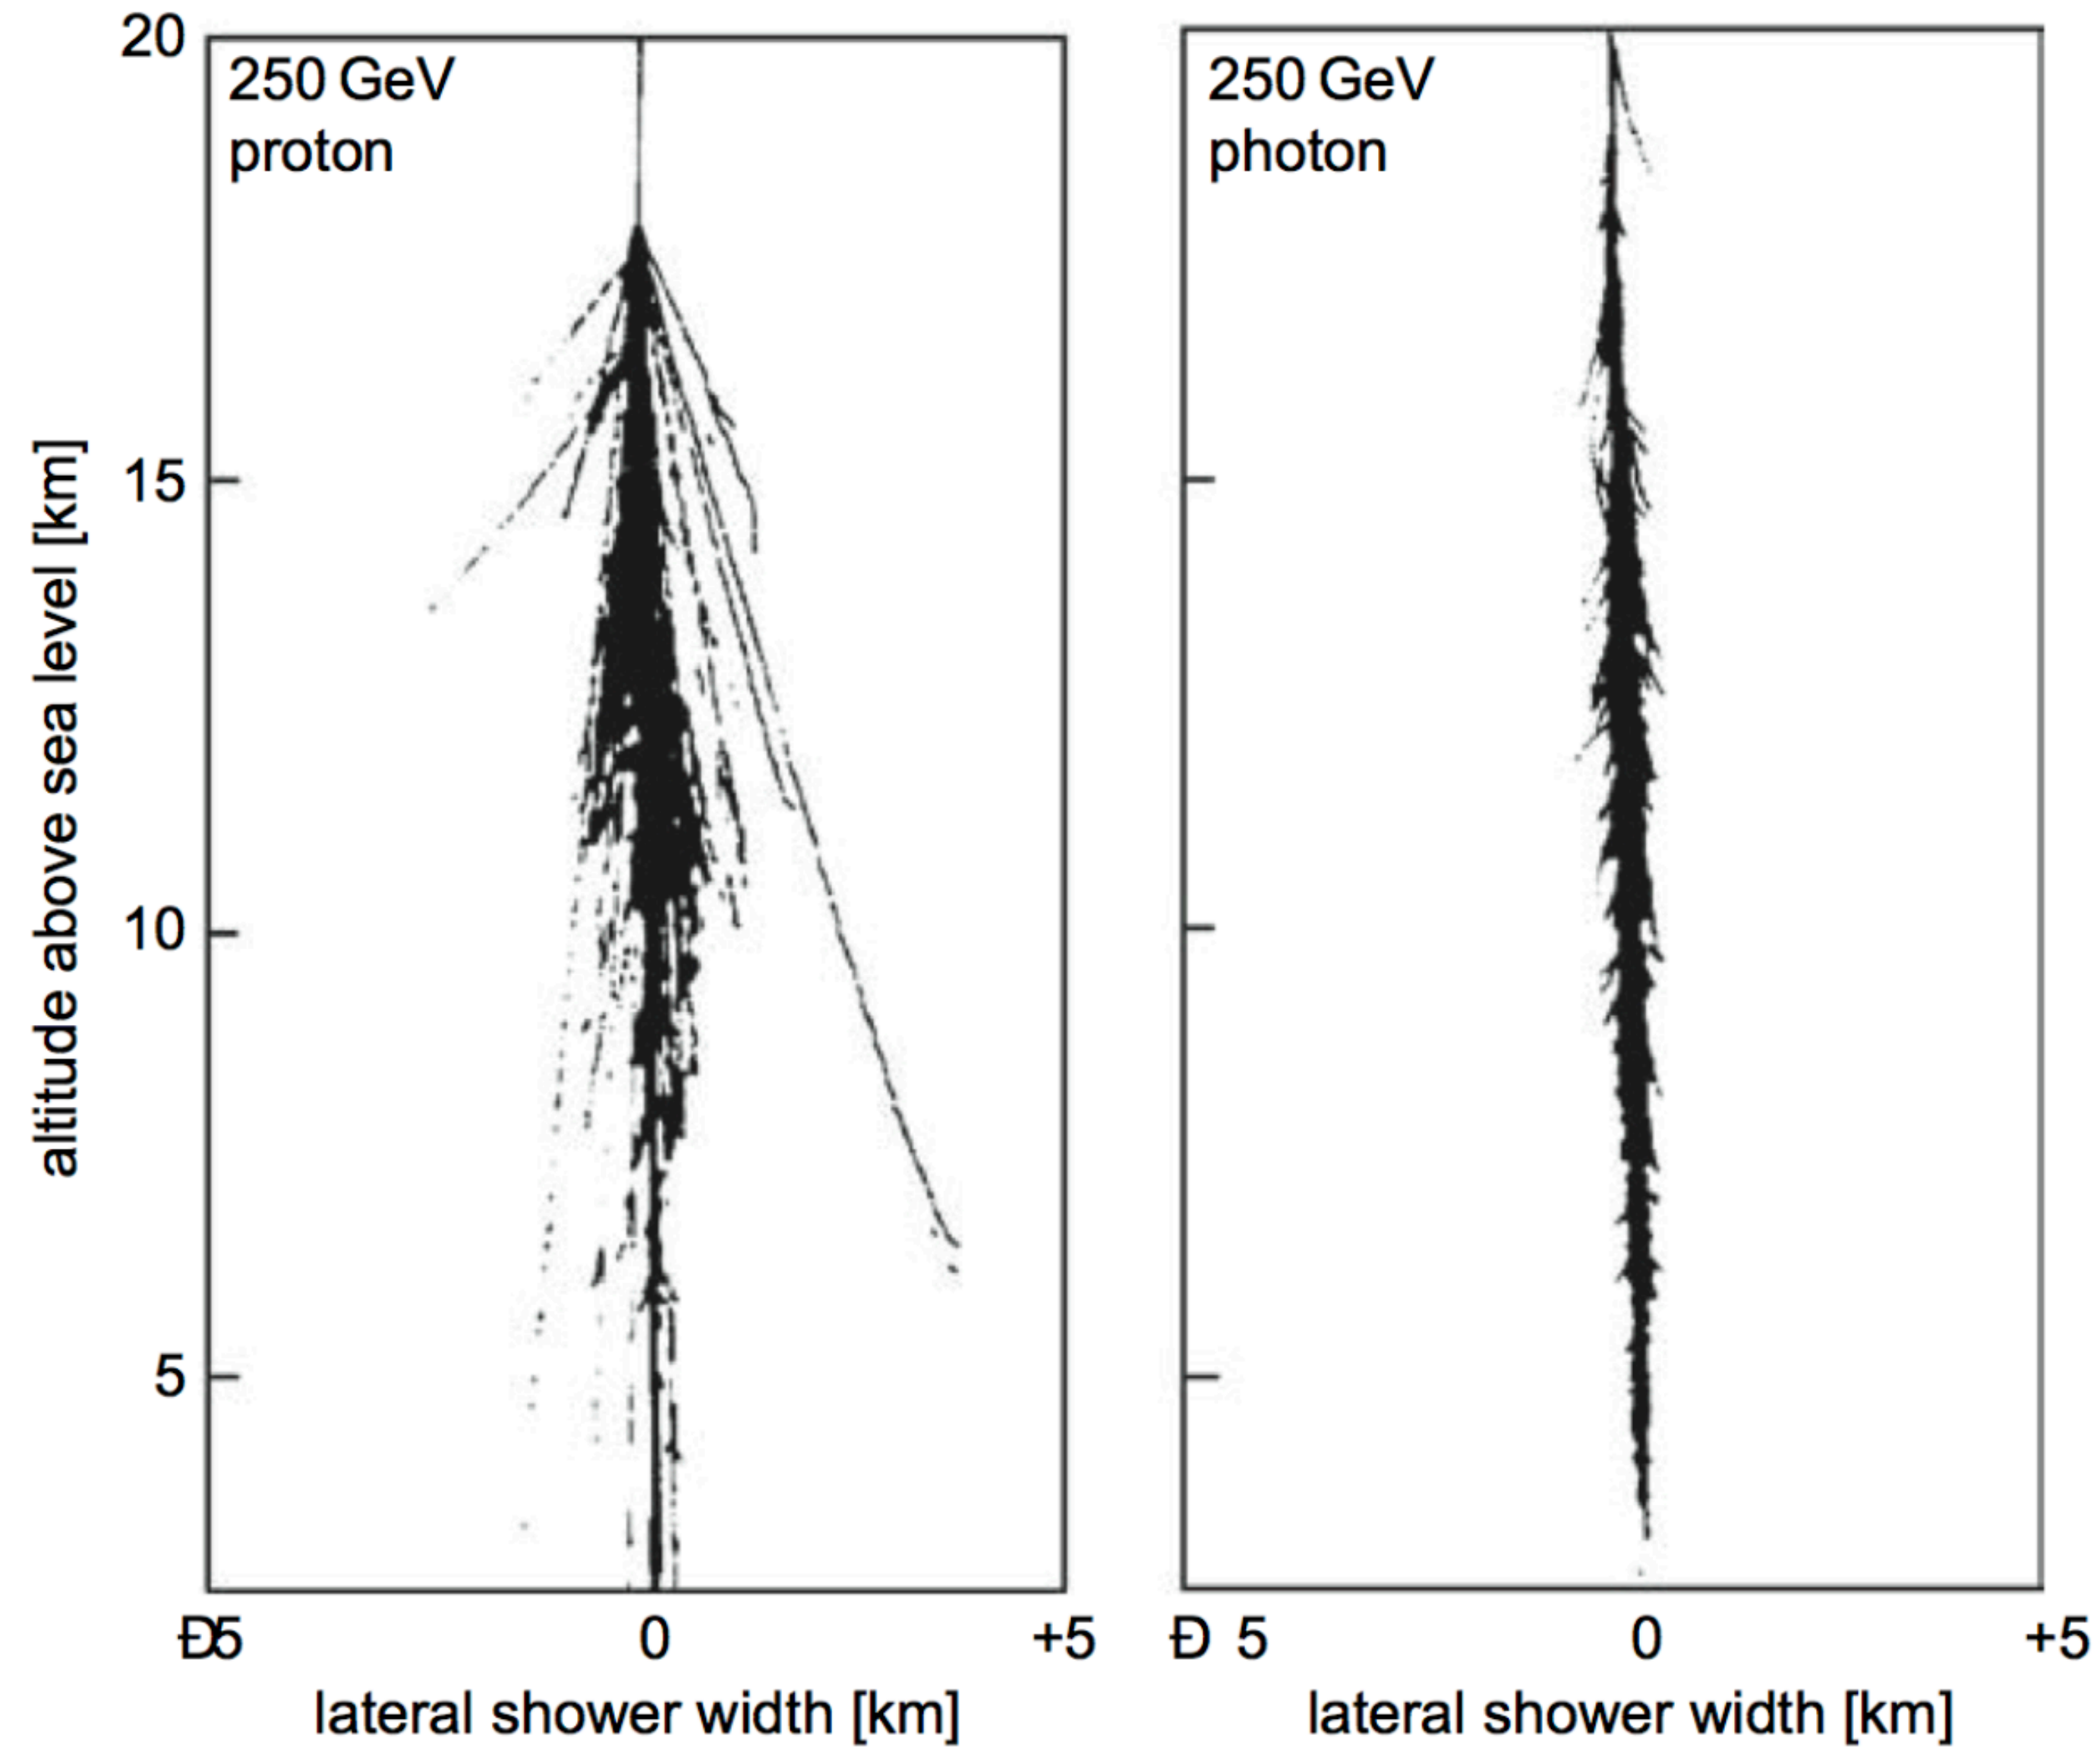 20
250 GeV
proton
15
10
5
altitude above sea level [km]
Đ5
0
+5
lateral shower width [km]
250 GeV
photon
Đ 5
0
+5
lateral shower width [km]